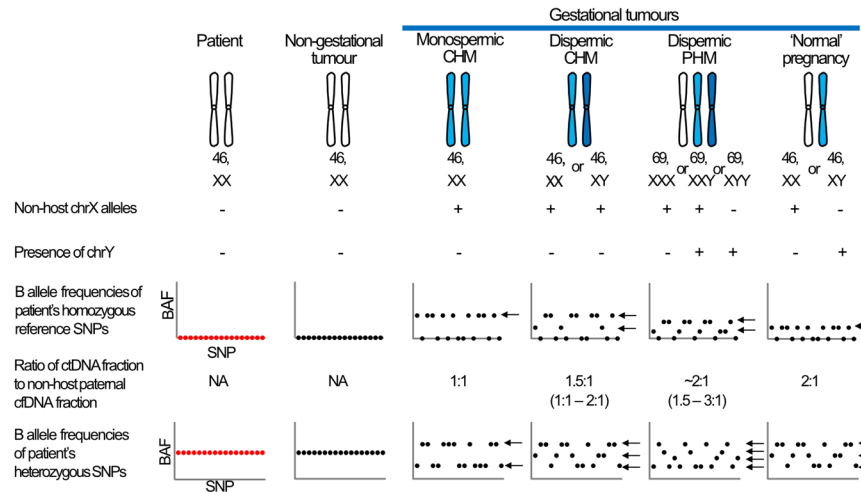 Gestational tumours
Patient
Non-gestational
tumour
Monospermic
CHM
Dispermic
CHM
Dispermic
PHM
'Normal'
pregnancy
46,
XX
46,
XX
46,
XX
46, or 46,
XX XY
69, or 69, or 69,
XXX XXY XYY
46, or 46,
XX XY
Non-host chrX alleles - - + + + + + - + -
Presence of chrY - - - - - - + + - +
B allele frequencies of
patient's homozygous
reference SNPs
BAF
SNP
Ratio of ctDNA fraction
to non-host paternal
cfDNA fraction
NA
NA
1:1
1.5:1
(1:1 – 2:1)
~2:1
(1.5 – 3:1)
2:1
B allele frequencies
of patient's
heterozygous SNPs
BAF
SNP